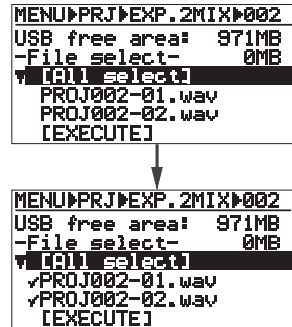 MENU▶PRJ▶EXP.2MIX▶002
USB free area: 971MB
-File select- 0MB
▼ [All select]
PROJ002-01.wav
PROJ002-02.wav
[EXECUTE]
MENU▶PRJ▶EXP.2MIX▶002
USB free area: 971MB
-File select- 0MB
▼ [All select]
✓PROJ002-01.wav
✓PROJ002-02.wav
[EXECUTE]